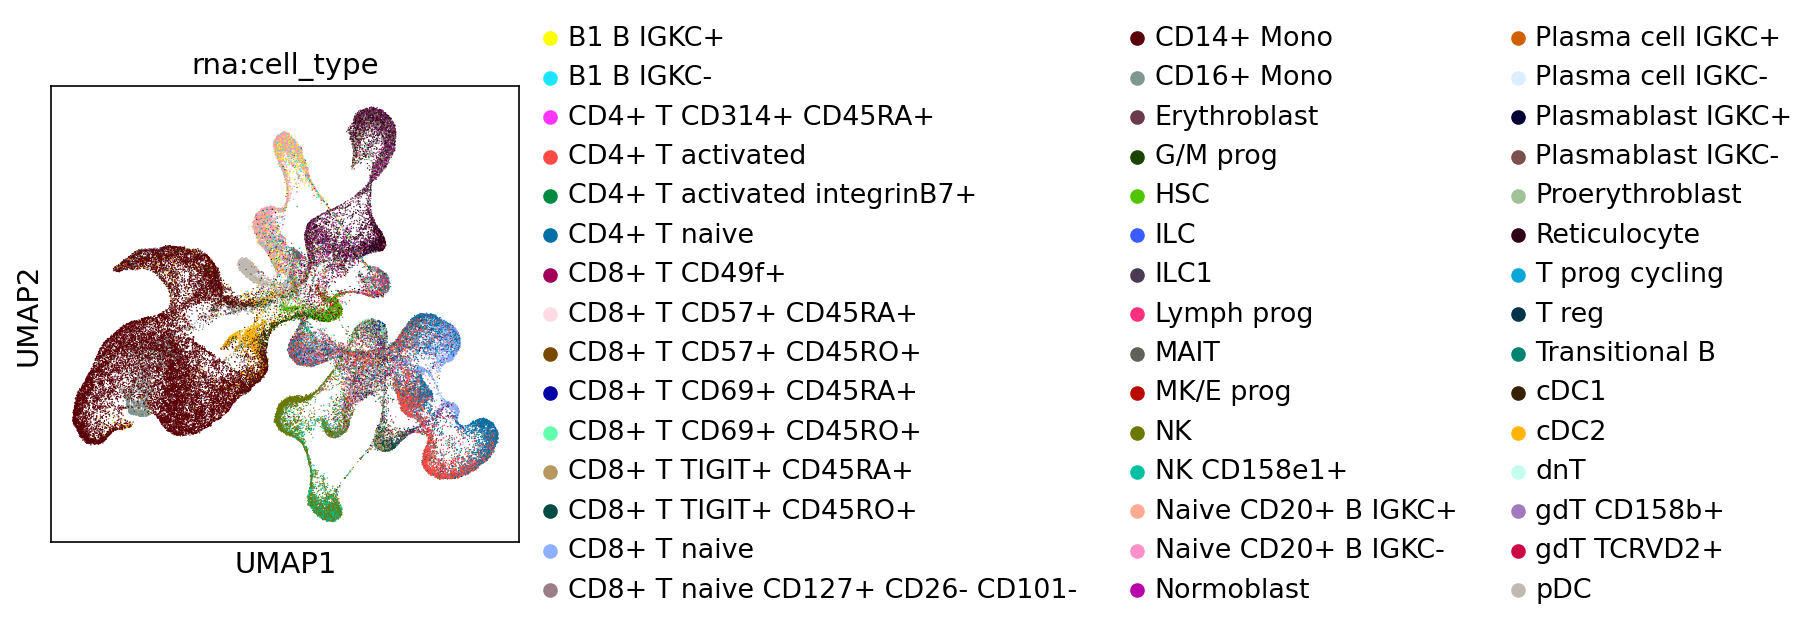 rna:cell_type
UMAP2
UMAP1
B1 B IGKC+
B1 B IGKC-
CD4+ T CD314+ CD45RA+
CD4+ T activated
CD4+ T activated integrinB7+
CD4+ T naive
CD8+ T CD49f+
CD8+ T CD57+ CD45RA+
CD8+ T CD57+ CD45RO+
CD8+ T CD69+ CD45RA+
CD8+ T CD69+ CD45RO+
CD8+ T TIGIT+ CD45RA+
CD8+ T TIGIT+ CD45RO+
CD8+ T naive
CD8+ T naive CD127+ CD26- CD101-
CD14+ Mono
CD16+ Mono
Erythroblast
G/M prog
HSC
ILC
ILC1
Lymph prog
MAIT
MK/E prog
NK
NK CD158e1+
Naive CD20+ B IGKC+
Naive CD20+ B IGKC-
Normoblast
Plasma cell IGKC+
Plasma cell IGKC-
Plasmablast IGKC+
Plasmablast IGKC-
Proerythroblast
Reticulocyte
T prog cycling
T reg
Transitional B
cDC1
cDC2
dnT
gdT CD158b+
gdT TCRVD2+
pDC